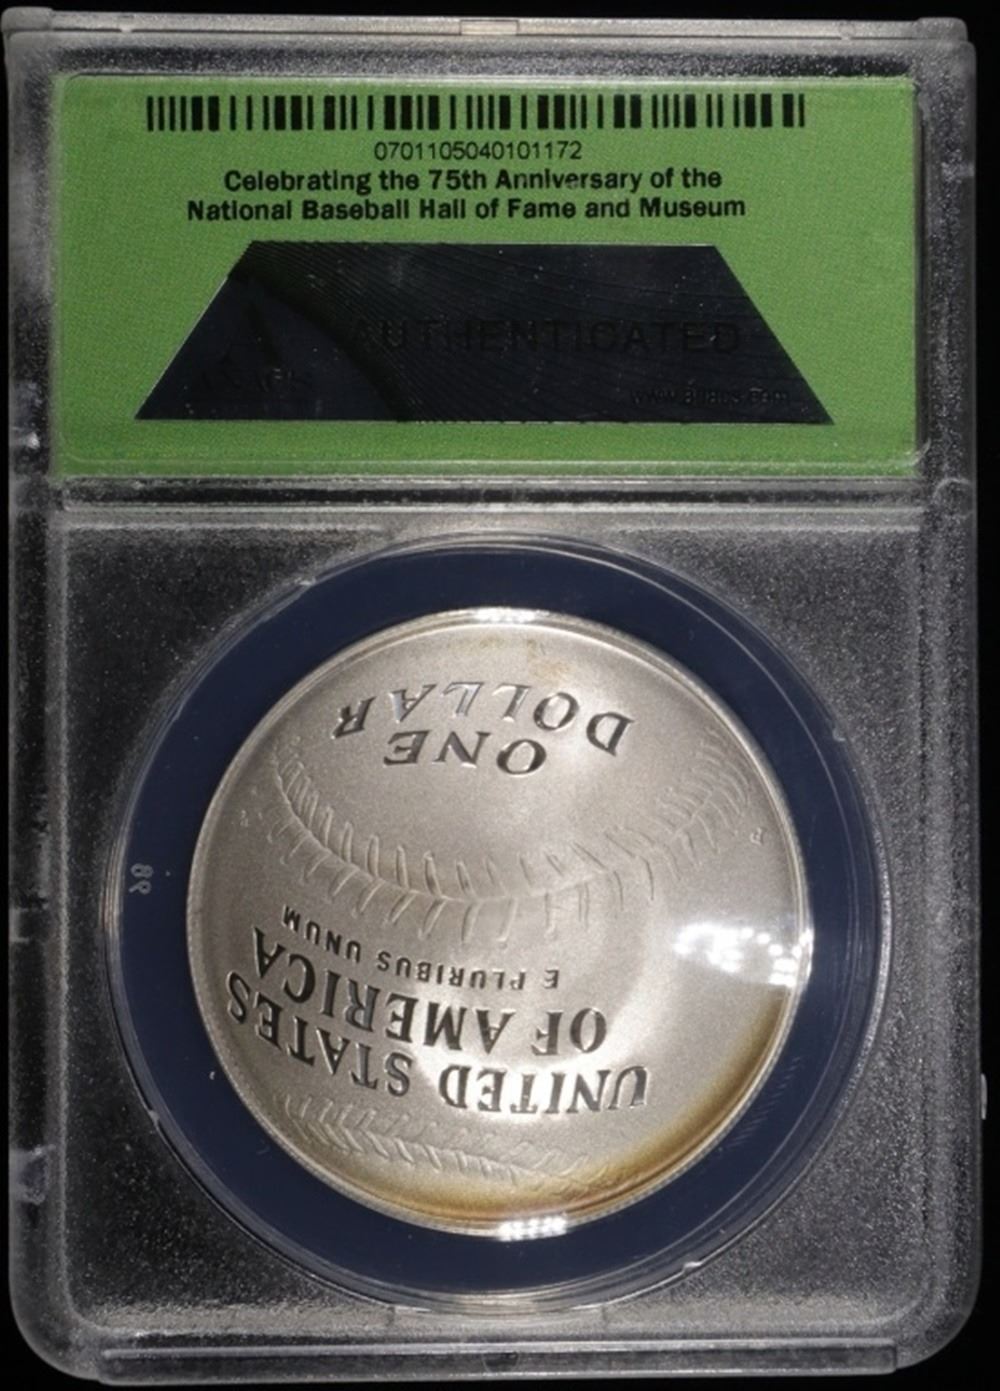 0701105040101172
Celebrating the 75th Anniversary of the
National Baseball Hall of Fame and Museum
AUTHENTICATED
UNITED STATES
OF AMERICA
E PLURIBUS UNUM
ONE
DOLLAR